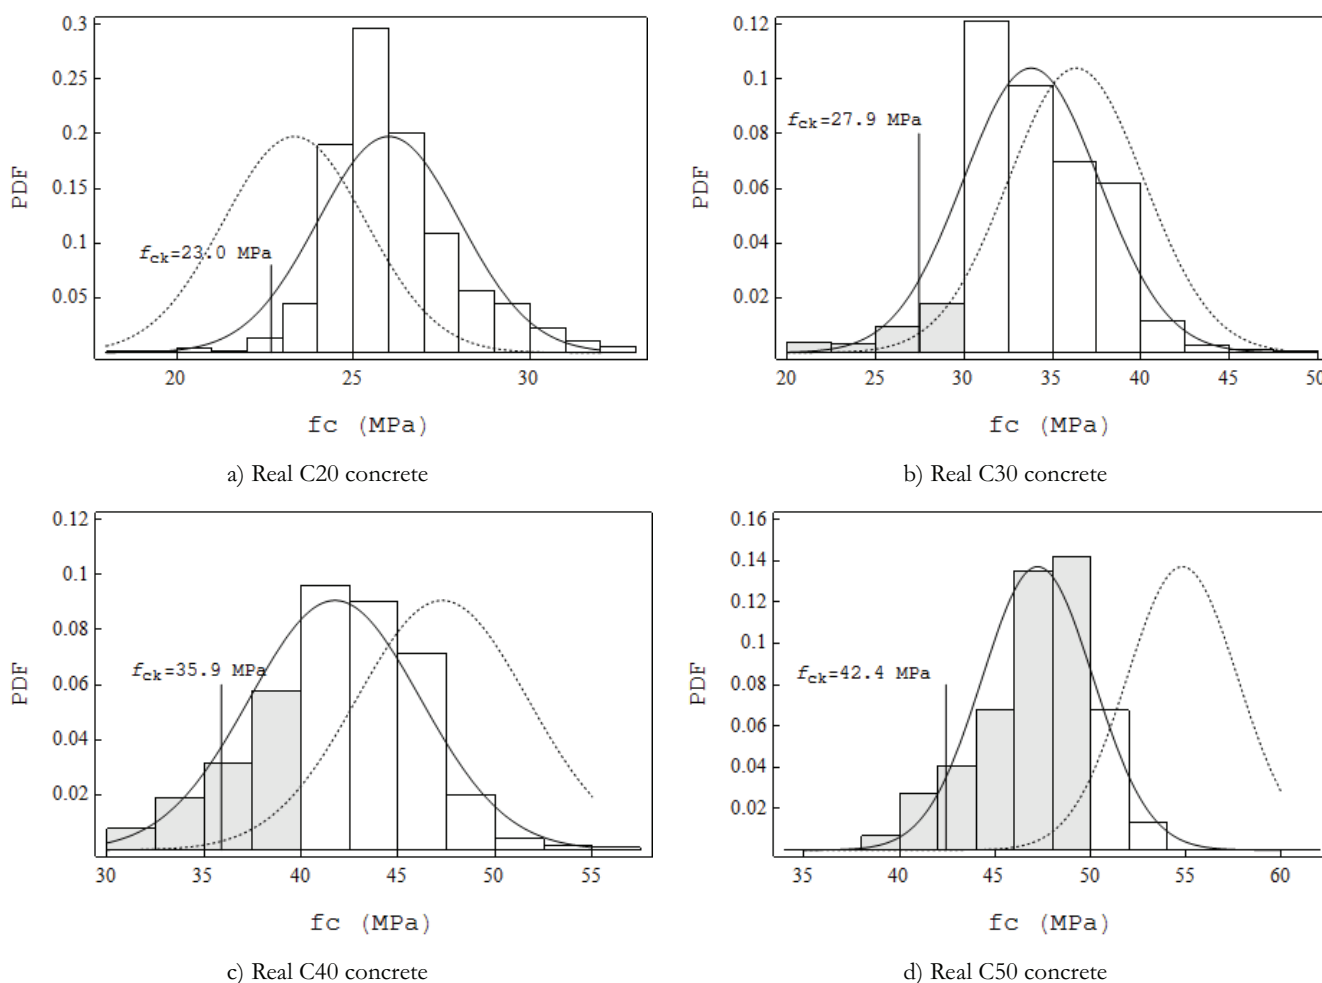 0.3
0.25
0.2
0.15
0.1
0.05
PDF
fck=23.0 MPa
20 25 30
fc (MPa)
a) Real C20 concrete
0.12
0.1
0.08
0.06
0.04
0.02
PDF
fck=27.9 MPa
20 25 30 35 40 45 50
fc (MPa)
b) Real C30 concrete
0.12
0.1
0.08
0.06
0.04
0.02
PDF
fck=35.9 MPa
30 35 40 45 50 55
fc (MPa)
c) Real C40 concrete
0.16
0.14
0.12
0.1
0.08
0.06
0.04
0.02
PDF
fck=42.4 MPa
35 40 45 50 55 60
fc (MPa)
d) Real C50 concrete